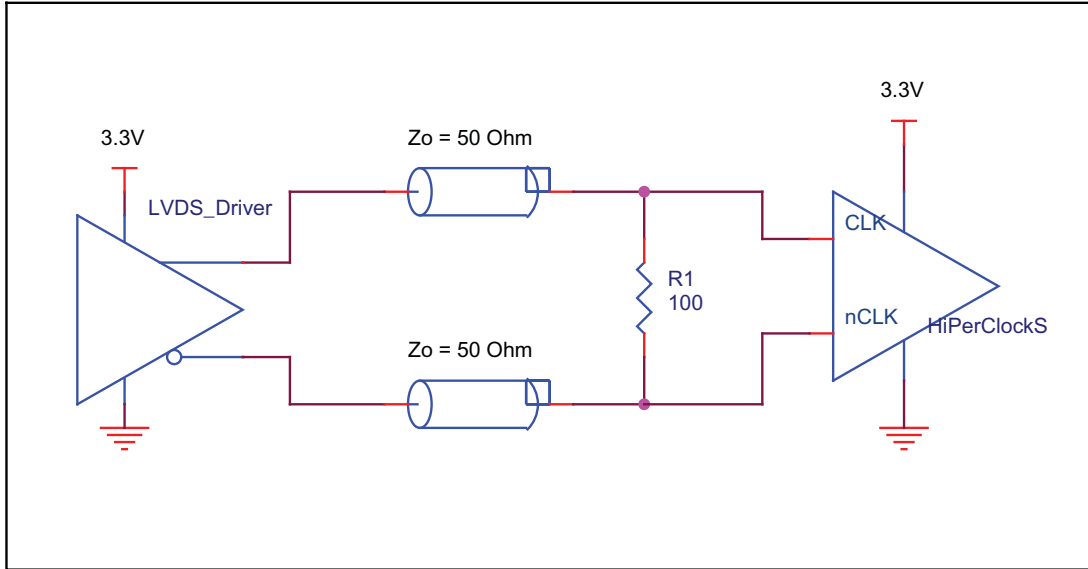 3.3V
3.3V
Zo = 50 Ohm
LVDS_Driver
CLK
R1
100
nCLK
HiPerClockS
Zo = 50 Ohm